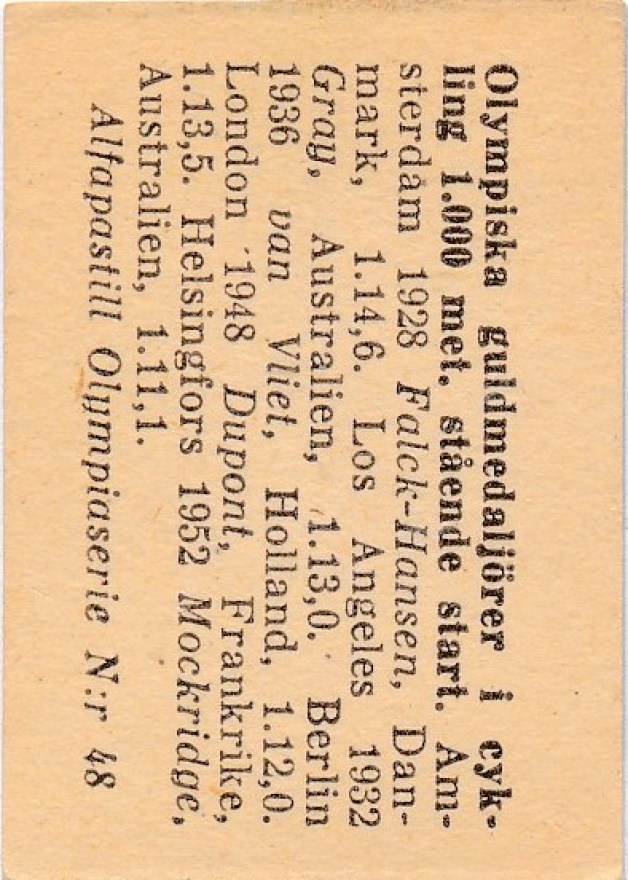 Olympiska guldmedaljörer i cyk-
ling 1.000 met. stående start. Am-
sterdam 1928 Falck-Hansen, Dan-
mark, 1.14,6. Los Angeles 1932
Gray, Australien, 1.13,0. Berlin
1936 van Vliet, Holland, 1.12,0.
London 1948 Dupont, Frankrike,
1.13,5. Helsingfors 1952 Mockridge,
Australien, 1.11,1.
Alfapastill Olympiaserie N:r 48